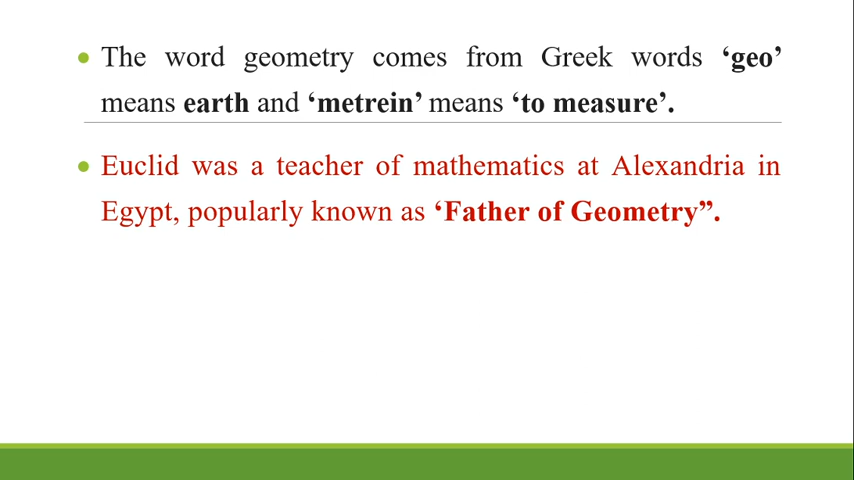 The word geometry comes from Greek words ‘geo’
means earth and ‘metrein’ means ‘to measure’.
Euclid was a teacher of mathematics at Alexandria in
Egypt, popularly known as ‘Father of Geometry”.